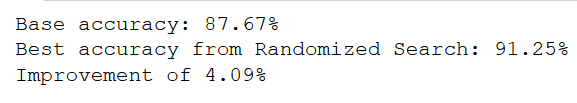 Base accuracy: 87.67%
Best accuracy from Randomized Search: 91.25%
Improvement of 4.09%